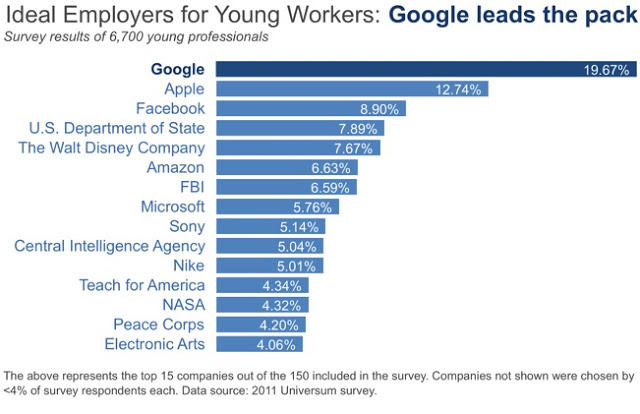 Ideal Employers for Young Workers: Google leads the pack
Survey results of 6,700 young professionals
Google 19.67%
Apple 12.74%
Facebook 8.90%
U.S. Department of State 7.89%
The Walt Disney Company 7.67%
Amazon 6.63%
FBI 6.59%
Microsoft 5.76%
Sony 5.14%
Central Intelligence Agency 5.04%
Nike 5.01%
Teach for America 4.34%
NASA 4.32%
Peace Corps 4.20%
Electronic Arts 4.06%
The above represents the top 15 companies out of the 150 included in the survey. Companies not shown were chosen by
<4% of survey respondents each. Data source: 2011 Universum survey.